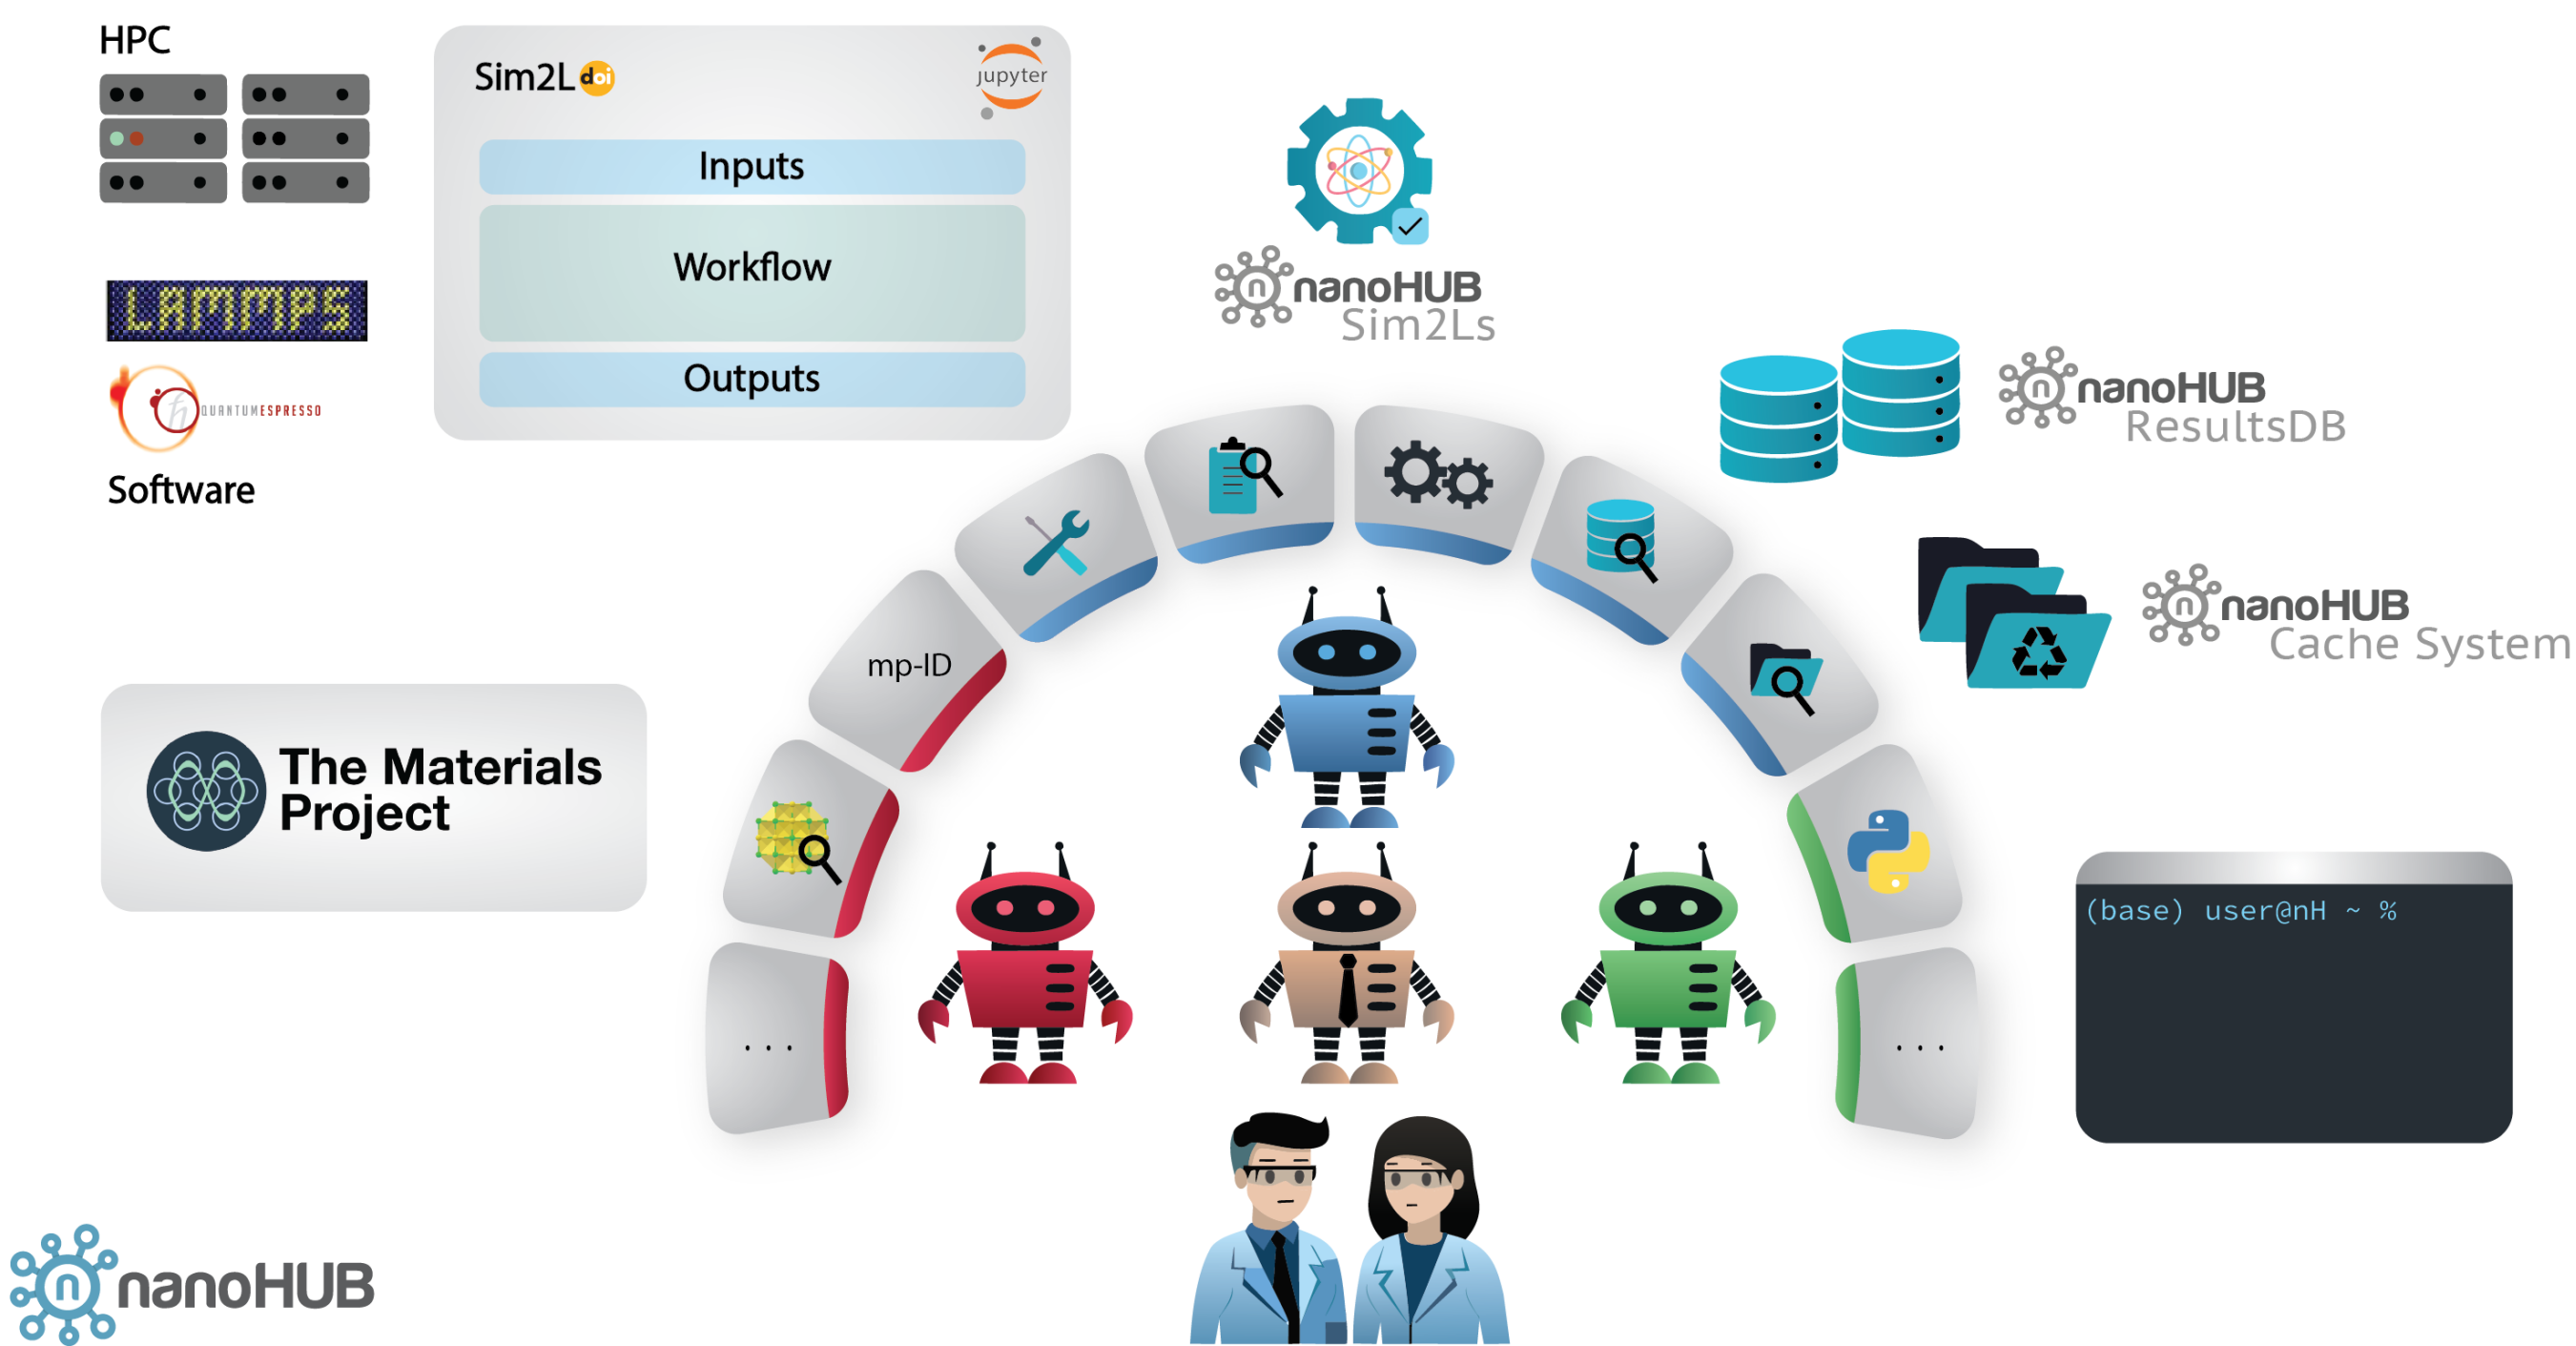 HPC
Sim2L doi
jupyter
Inputs
Workflow
Outputs
LAMMPS
QUANTUMESPRESSO
Software
nanoHUB
Sim2Ls
nanoHUB
ResultsDB
nanoHUB
Cache System
mp-ID
The Materials
Project
. . .
. . .
(base) user@nH ~ %
nanoHUB